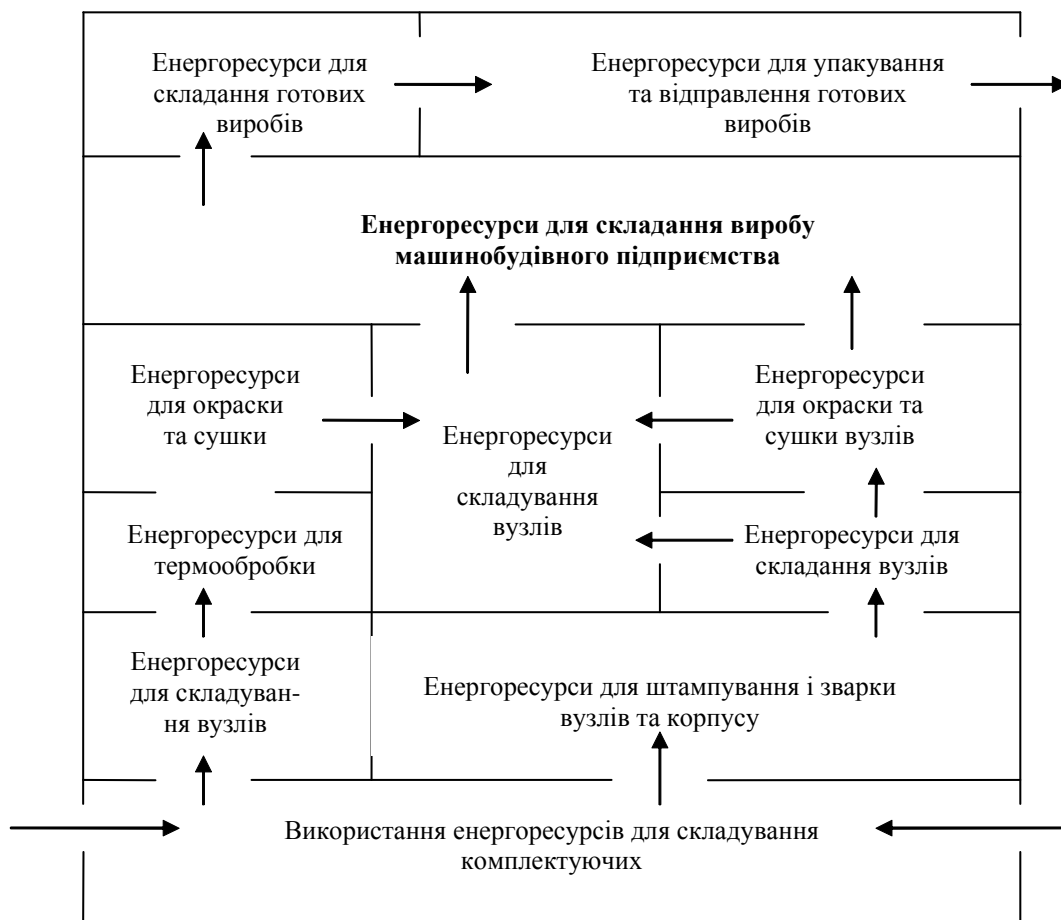 Енергоресурси для
складання готових
виробів
Енергоресурси для упакування
та відправлення готових
виробів
Енергоресурси для складання виробу
машинобудівного підприємства
Енергоресурси
для окраски
та сушки
Енергоресурси
для
складування
вузлів
Енергоресурси
для окраски та
сушки вузлів
Енергоресурси для
термообробки
Енергоресурси для
складання вузлів
Енергоресурси
для складуван-
ня вузлів
Енергоресурси для штампування і зварки
вузлів та корпусу
Використання енергоресурсів для складування
комплектуючих